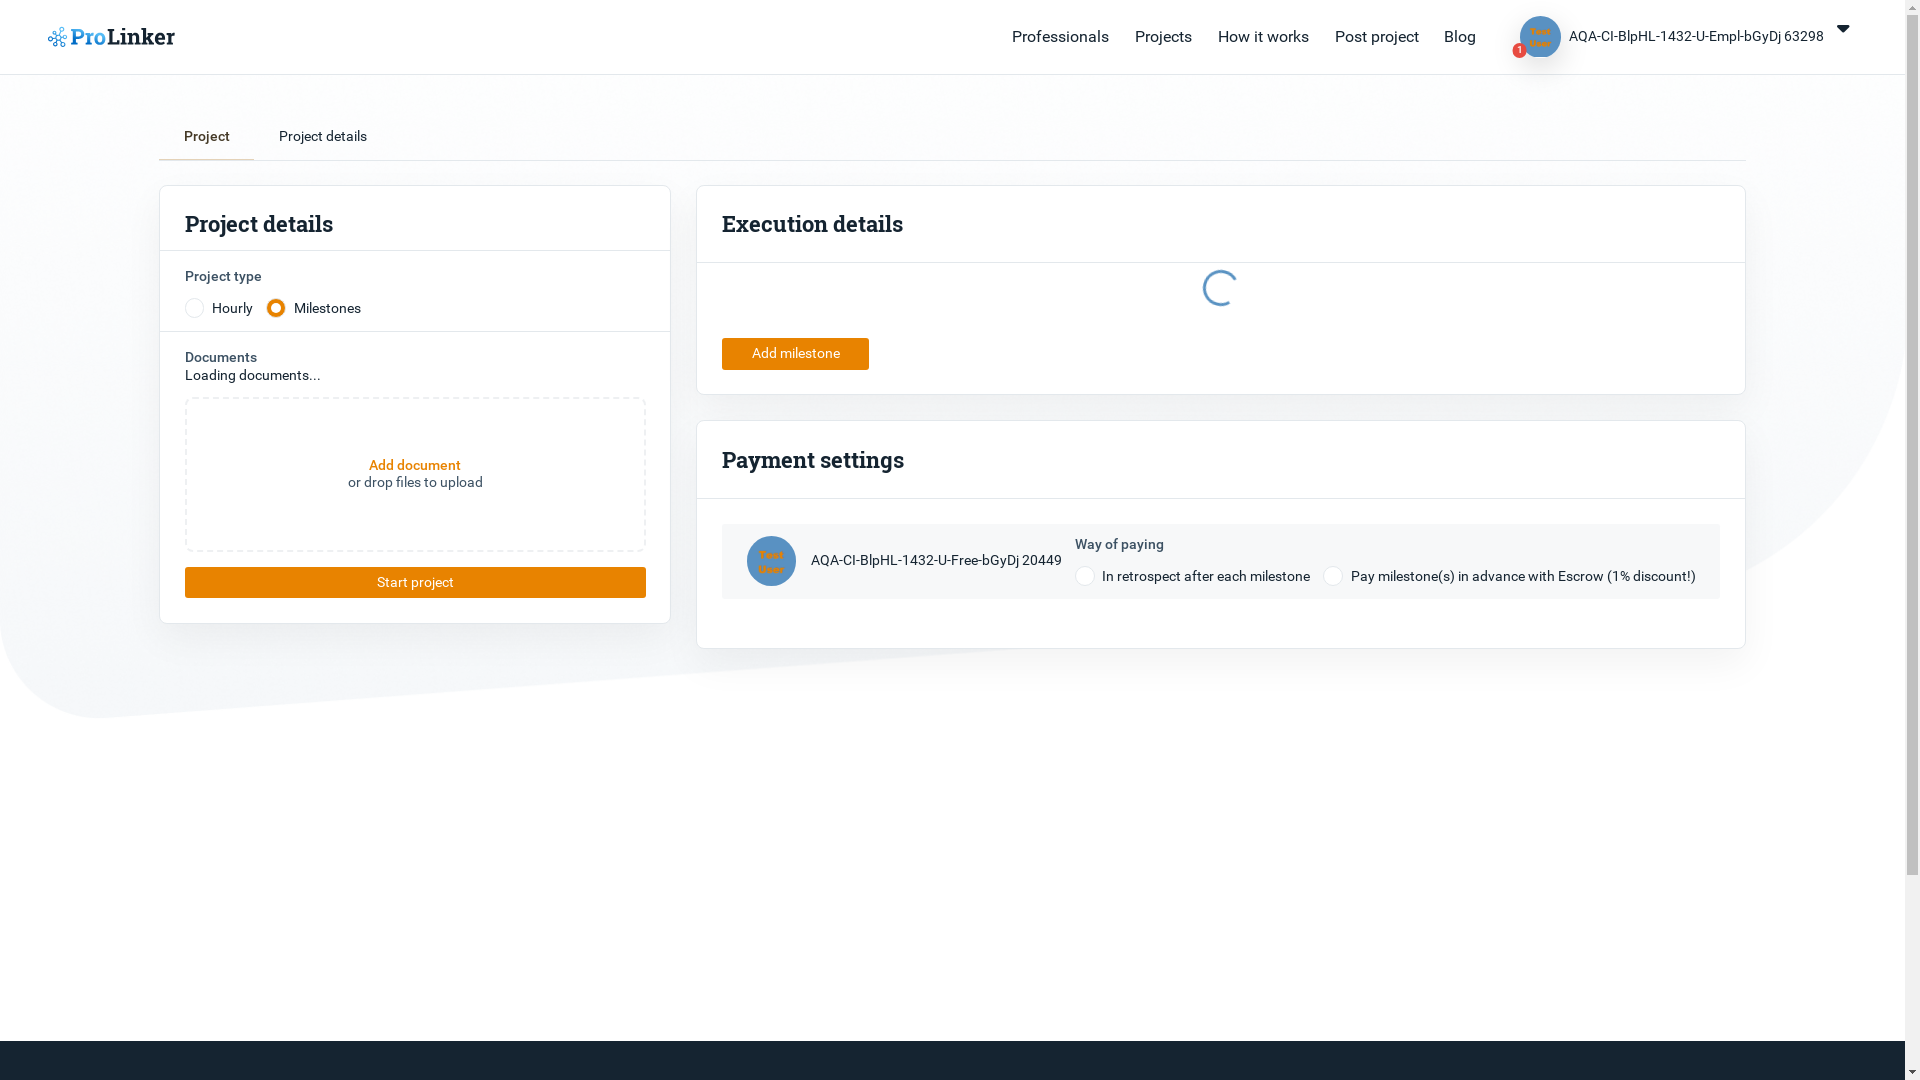 ProLinker
Professionals Projects How it works Post project Blog
Test
User
1
AQA-CI-BlpHL-1432-U-Empl-bGyDj 63298
Project Project details
Project details
Project type
Hourly Milestones
Documents
Loading documents...
Add document
or drop files to upload
Start project
Execution details
Add milestone
Payment settings
Test
User
AQA-CI-BlpHL-1432-U-Free-bGyDj 20449
Way of paying
In retrospect after each milestone Pay milestone(s) in advance with Escrow (1% discount!)